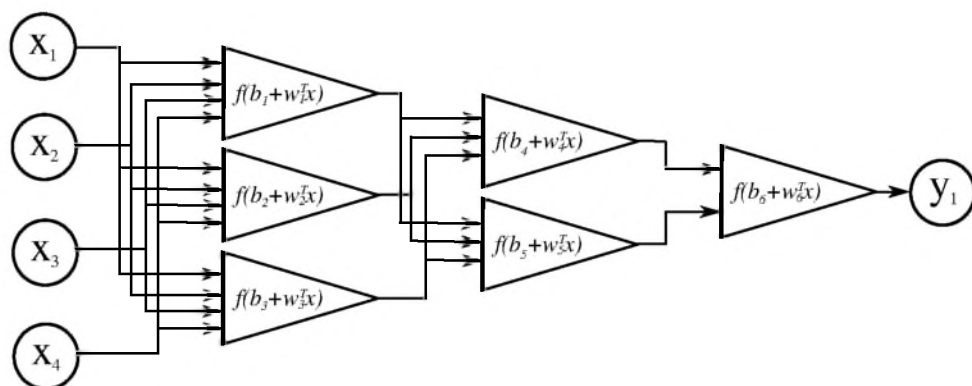 x₁
x₂
x₃
x₄
f(b₁+w₁ᵀx)
f(b₂+w₂ᵀx)
f(b₃+w₃ᵀx)
f(b₄+w₄ᵀx)
f(b₅+w₅ᵀx)
f(b₆+w₆ᵀx)
y₁